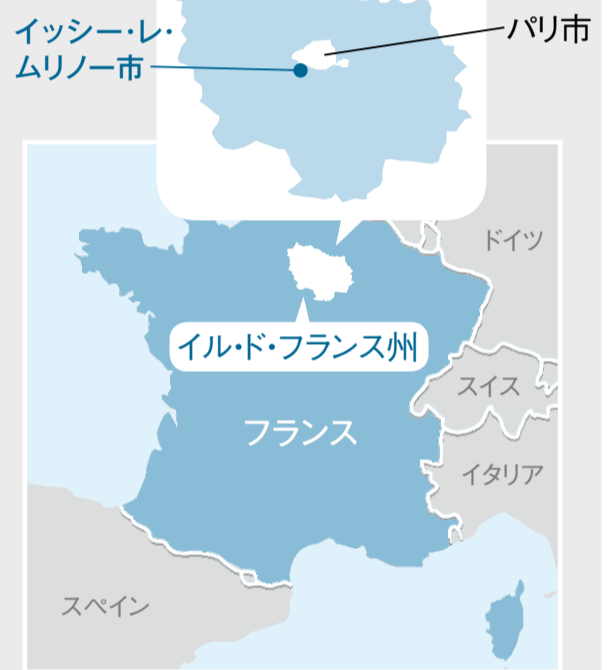 イッシー・レ・
ムリノー市
パリ市
ドイツ
イル・ド・フランス州
スイス
フランス
イタリア
スペイン